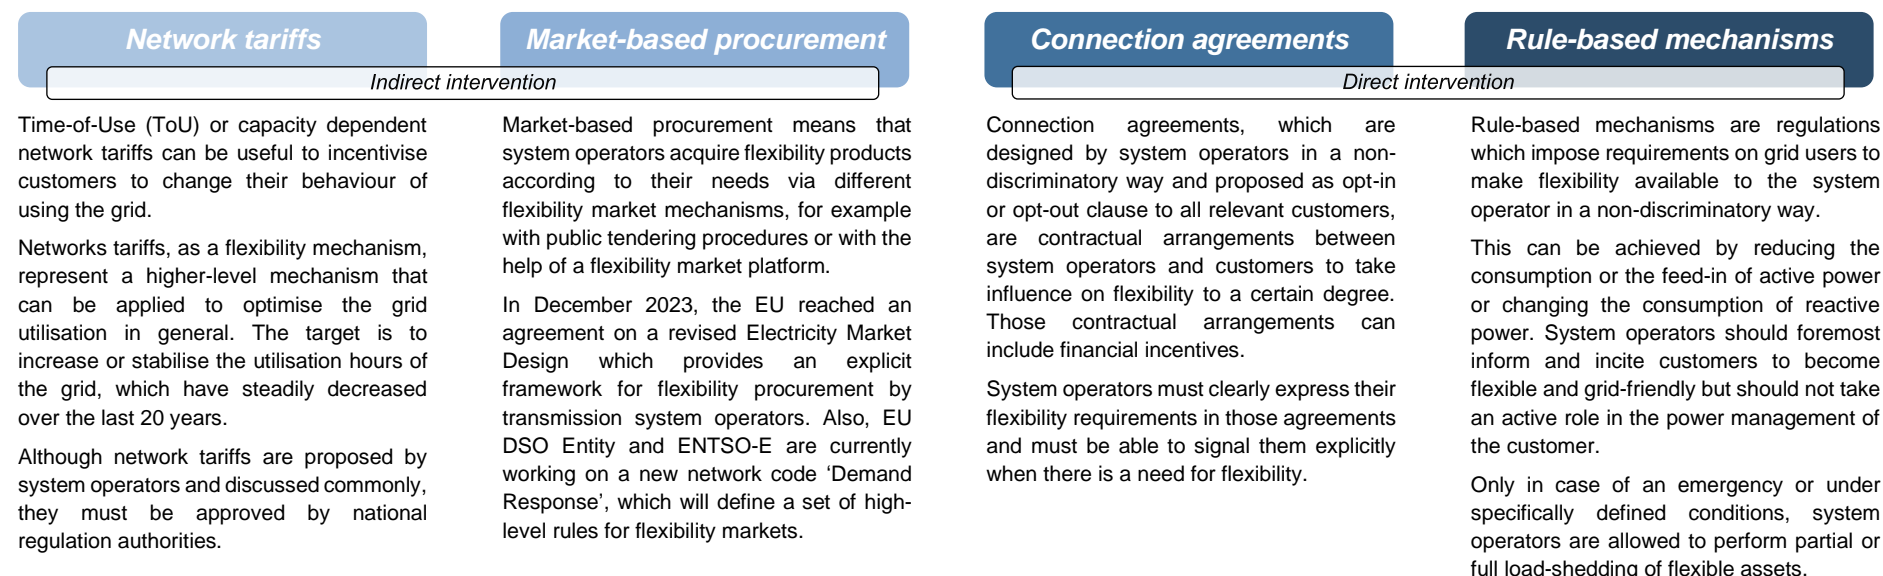 Network tariffs
Market-based procurement
Indirect intervention
Connection agreements
Rule-based mechanisms
Direct intervention
Time-of-Use (ToU) or capacity dependent
network tariffs can be useful to incentivise
customers to change their behaviour of
using the grid.
Networks tariffs, as a flexibility mechanism,
represent a higher-level mechanism that
can be applied to optimise the grid
utilisation in general. The target is to
increase or stabilise the utilisation hours of
the grid, which have steadily decreased
over the last 20 years.
Although network tariffs are proposed by
system operators and discussed commonly,
they must be approved by national
regulation authorities.
Market-based procurement means that
system operators acquire flexibility products
according to their needs via different
flexibility market mechanisms, for example
with public tendering procedures or with the
help of a flexibility market platform.
In December 2023, the EU reached an
agreement on a revised Electricity Market
Design which provides an explicit
framework for flexibility procurement by
transmission system operators. Also, EU
DSO Entity and ENTSO-E are currently
working on a new network code ‘Demand
Response’, which will define a set of high-
level rules for flexibility markets.
Connection agreements, which are
designed by system operators in a non-
discriminatory way and proposed as opt-in
or opt-out clause to all relevant customers,
are contractual arrangements between
system operators and customers to take
influence on flexibility to a certain degree.
Those contractual arrangements can
include financial incentives.
System operators must clearly express their
flexibility requirements in those agreements
and must be able to signal them explicitly
when there is a need for flexibility.
Rule-based mechanisms are regulations
which impose requirements on grid users to
make flexibility available to the system
operator in a non-discriminatory way.
This can be achieved by reducing the
consumption or the feed-in of active power
or changing the consumption of reactive
power. System operators should foremost
inform and incite customers to become
flexible and grid-friendly but should not take
an active role in the power management of
the customer.
Only in case of an emergency or under
specifically defined conditions, system
operators are allowed to perform partial or
full load-shedding of flexible assets.